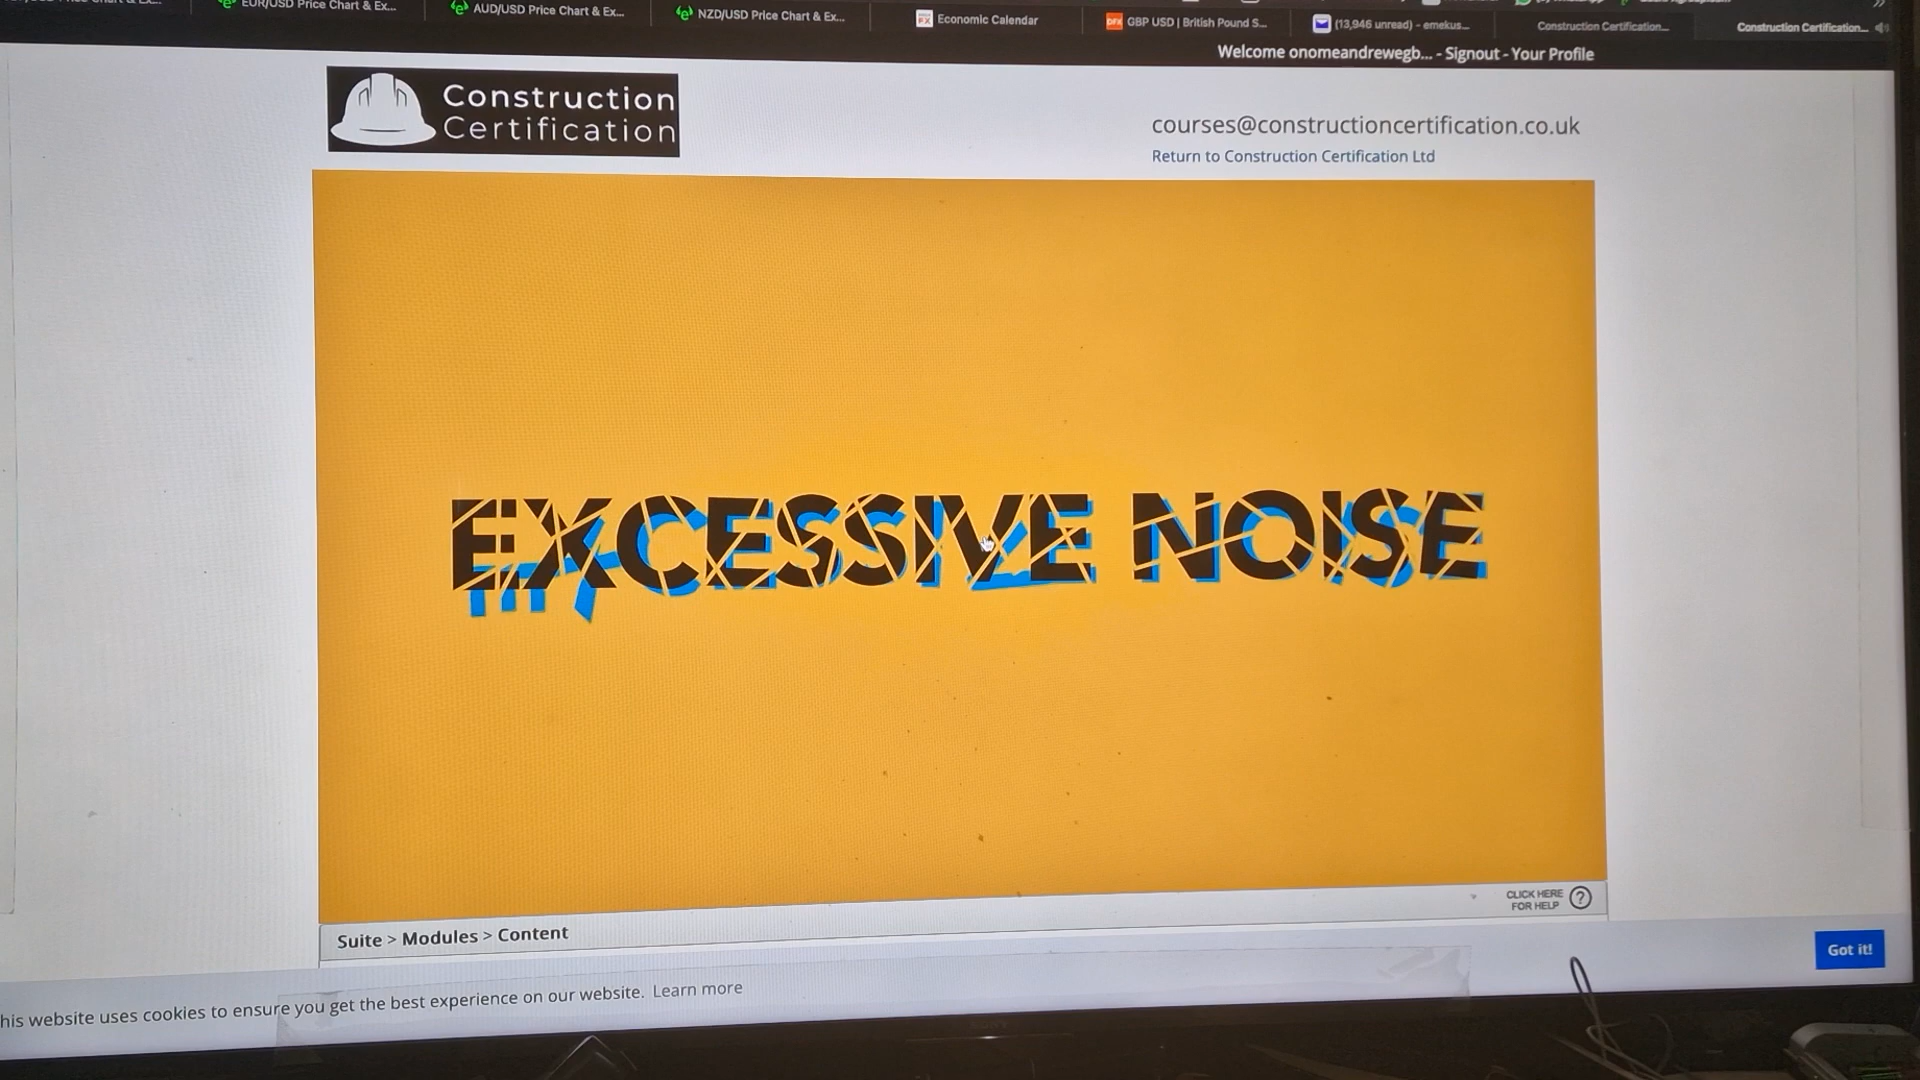 EUR/USD Price Chart & Ex...
AUD/USD Price Chart & Ex...
NZD/USD Price Chart & Ex...
Economic Calendar
GBP USD | British Pound S...
(13,946 unread) - emekus...
Construction Certification...
Construction Certification...
Welcome onomeandrewegb... - Signout - Your Profile
Construction
Certification
courses@constructioncertification.co.uk
Return to Construction Certification Ltd
EXCESSIVE NOISE
CLICK HERE
FOR HELP ?
Suite > Modules > Content
Got it!
his website uses cookies to ensure you get the best experience on our website. Learn more